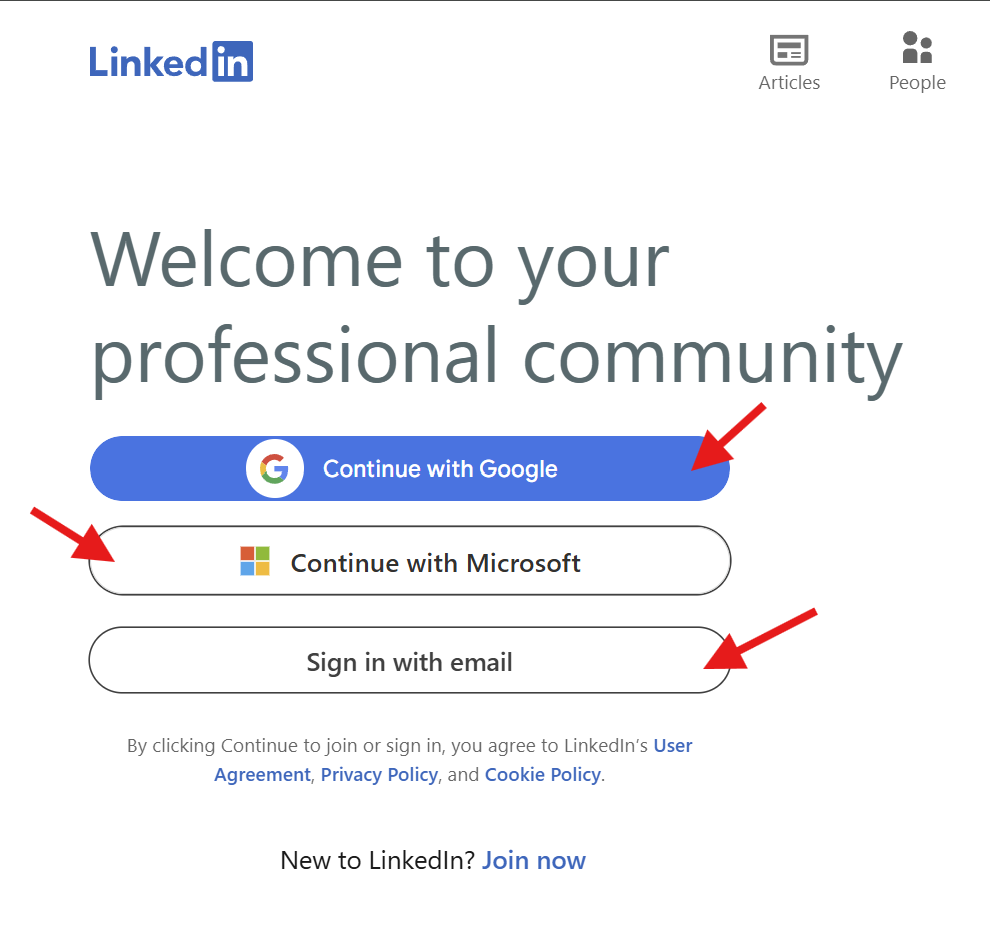 Linkedin
Articles
People
Welcome to your
professional community
Continue with Google
Continue with Microsoft
Sign in with email
By clicking Continue to join or sign in, you agree to LinkedIn’s User
Agreement, Privacy Policy, and Cookie Policy.
New to LinkedIn? Join now